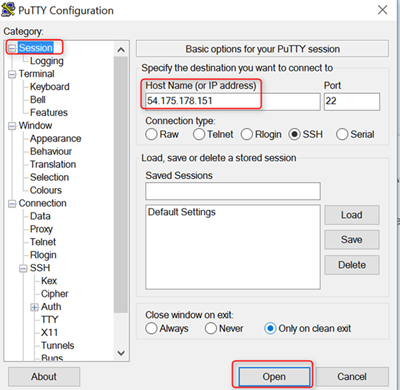 PuTTY Configuration
Category:
Session
Logging
Terminal
Keyboard
Bell
Features
Window
Appearance
Behaviour
Translation
Selection
Colours
Connection
Data
Proxy
Telnet
Rlogin
SSH
Kex
Cipher
Auth
TTY
X11
Tunnels
Bugs
Basic options for your PuTTY session
Specify the destination you want to connect to
Host Name (or IP address) Port
54.175.178.151 22
Connection type:
Raw Telnet Rlogin SSH Serial
Load, save or delete a stored session
Saved Sessions
Default Settings
Load
Save
Delete
Close window on exit:
Always Never Only on clean exit
About Open Cancel